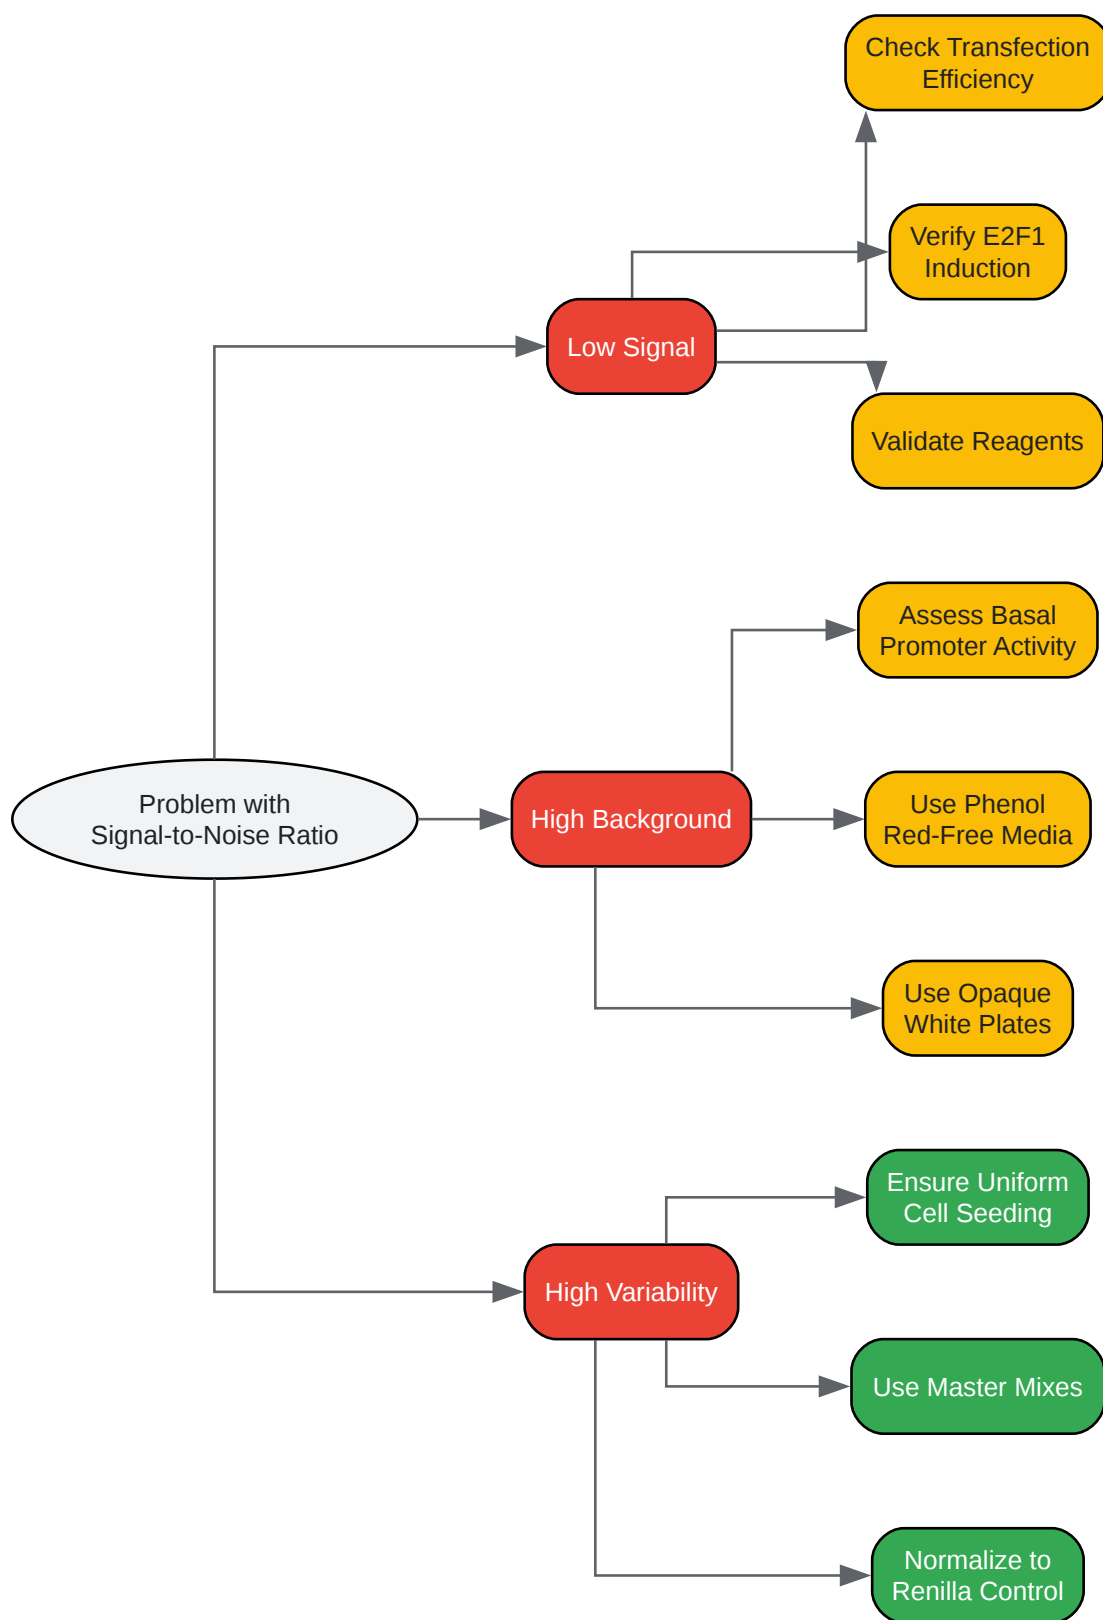 Check Transfection
Efficiency
Verify E2F1
Induction
Low Signal
Validate Reagents
Assess Basal
Promoter Activity
Problem with
Signal-to-Noise Ratio
High Background
Use Phenol
Red-Free Media
Use Opaque
White Plates
Ensure Uniform
Cell Seeding
High Variability
Use Master Mixes
Normalize to
Renilla Control